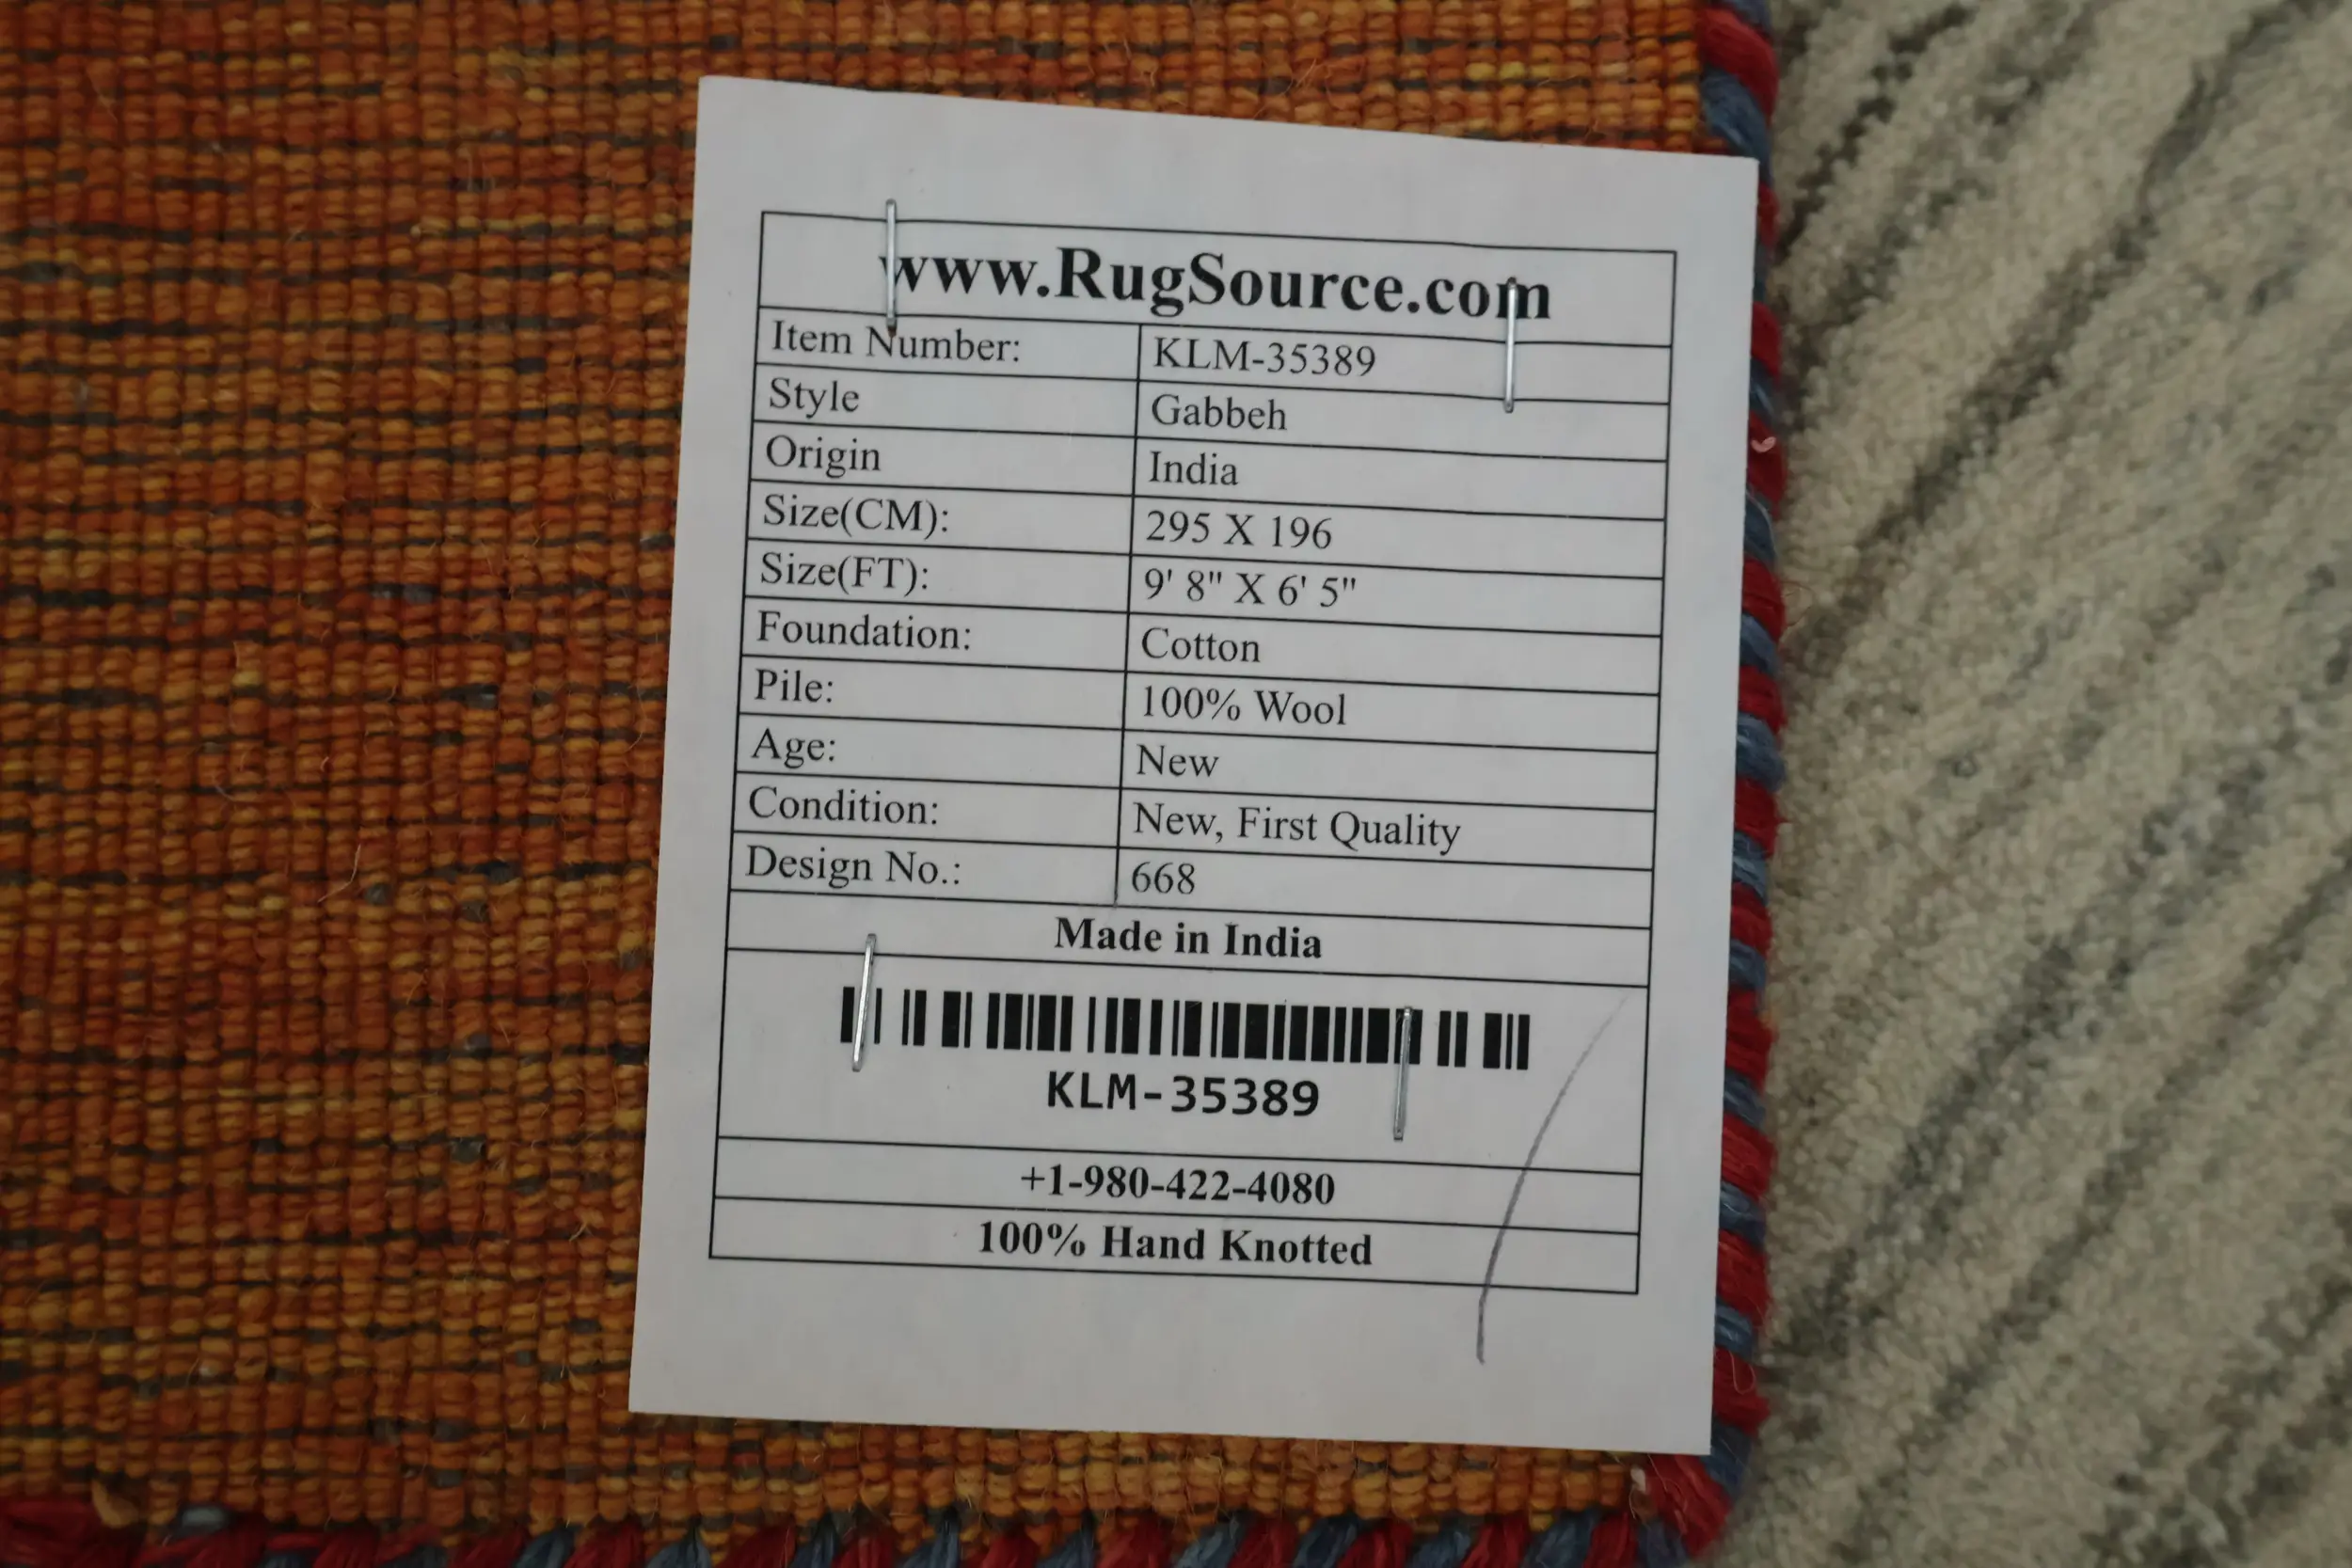 www.RugSource.com
Item Number: KLM-35389
Style Gabbeh
Origin India
Size(CM): 295 X 196
Size(FT): 9' 8" X 6' 5"
Foundation: Cotton
Pile: 100% Wool
Age: New
Condition: New, First Quality
Design No.: 668
Made in India
KLM-35389
+1-980-422-4080
100% Hand Knotted